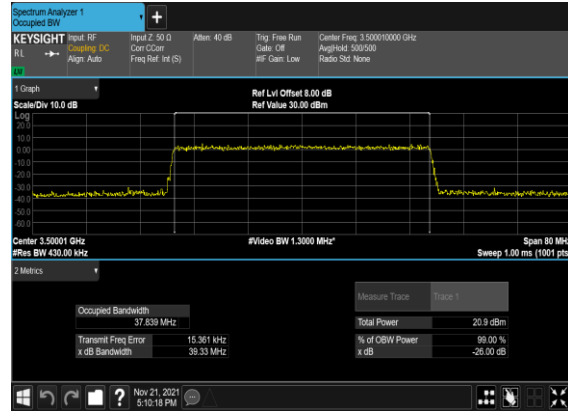 Spectrum Analyzer 1
Occupied BW
+
KEYSIGHT Input: RF Input Z: 50 Ω Atten: 40 dB Trig: Free Run Center Freq: 3.500010000 GHz
RL Coupling: DC Corr CCorr Gate: Off Avg|Hold: 500/500
Align: Auto Freq Ref: Int (S) #IF Gain: Low Radio Std: None
LM
1 Graph
Ref Lvl Offset 8.00 dB
Scale/Div 10.0 dB Ref Value 30.00 dBm
Log
20.0
10.0
0.00
-10.0
-20.0
-30.0
-40.0
-50.0
-60.0
Center 3.50001 GHz #Video BW 1.3000 MHz* Span 80 MHz
#Res BW 430.00 kHz Sweep 1.00 ms (1001 pts)
2 Metrics
Measure Trace Trace 1
Occupied Bandwidth
37.839 MHz Total Power 20.9 dBm
Transmit Freq Error 15.361 kHz % of OBW Power 99.00 %
x dB Bandwidth 39.33 MHz x dB -26.00 dB
? Nov 21, 2021
5:10:18 PM